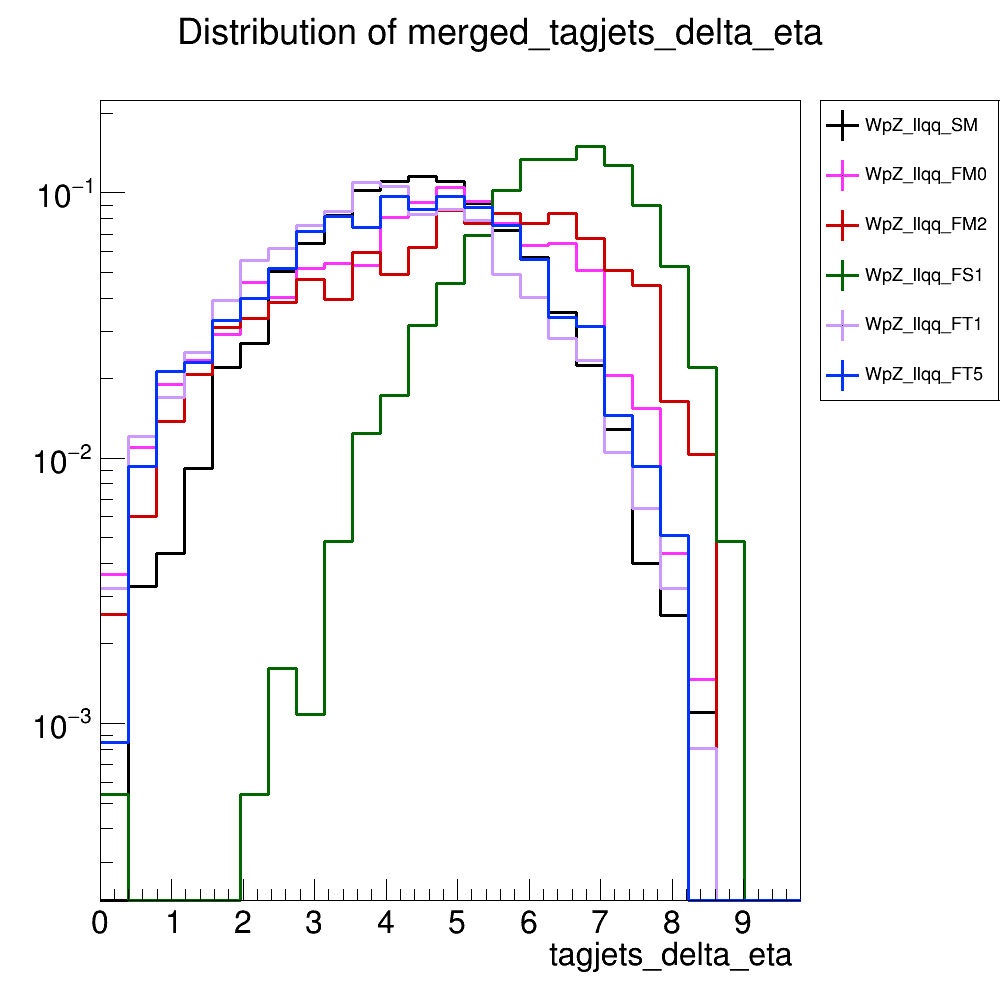 Distribution of merged_tagjets_delta_eta
WpZ_llqq_SM
WpZ_llqq_FM0
WpZ_llqq_FM2
WpZ_llqq_FS1
WpZ_llqq_FT1
WpZ_llqq_FT5
10⁻¹
10⁻²
10⁻³
0 1 2 3 4 5 6 7 8 9
tagjets_delta_eta